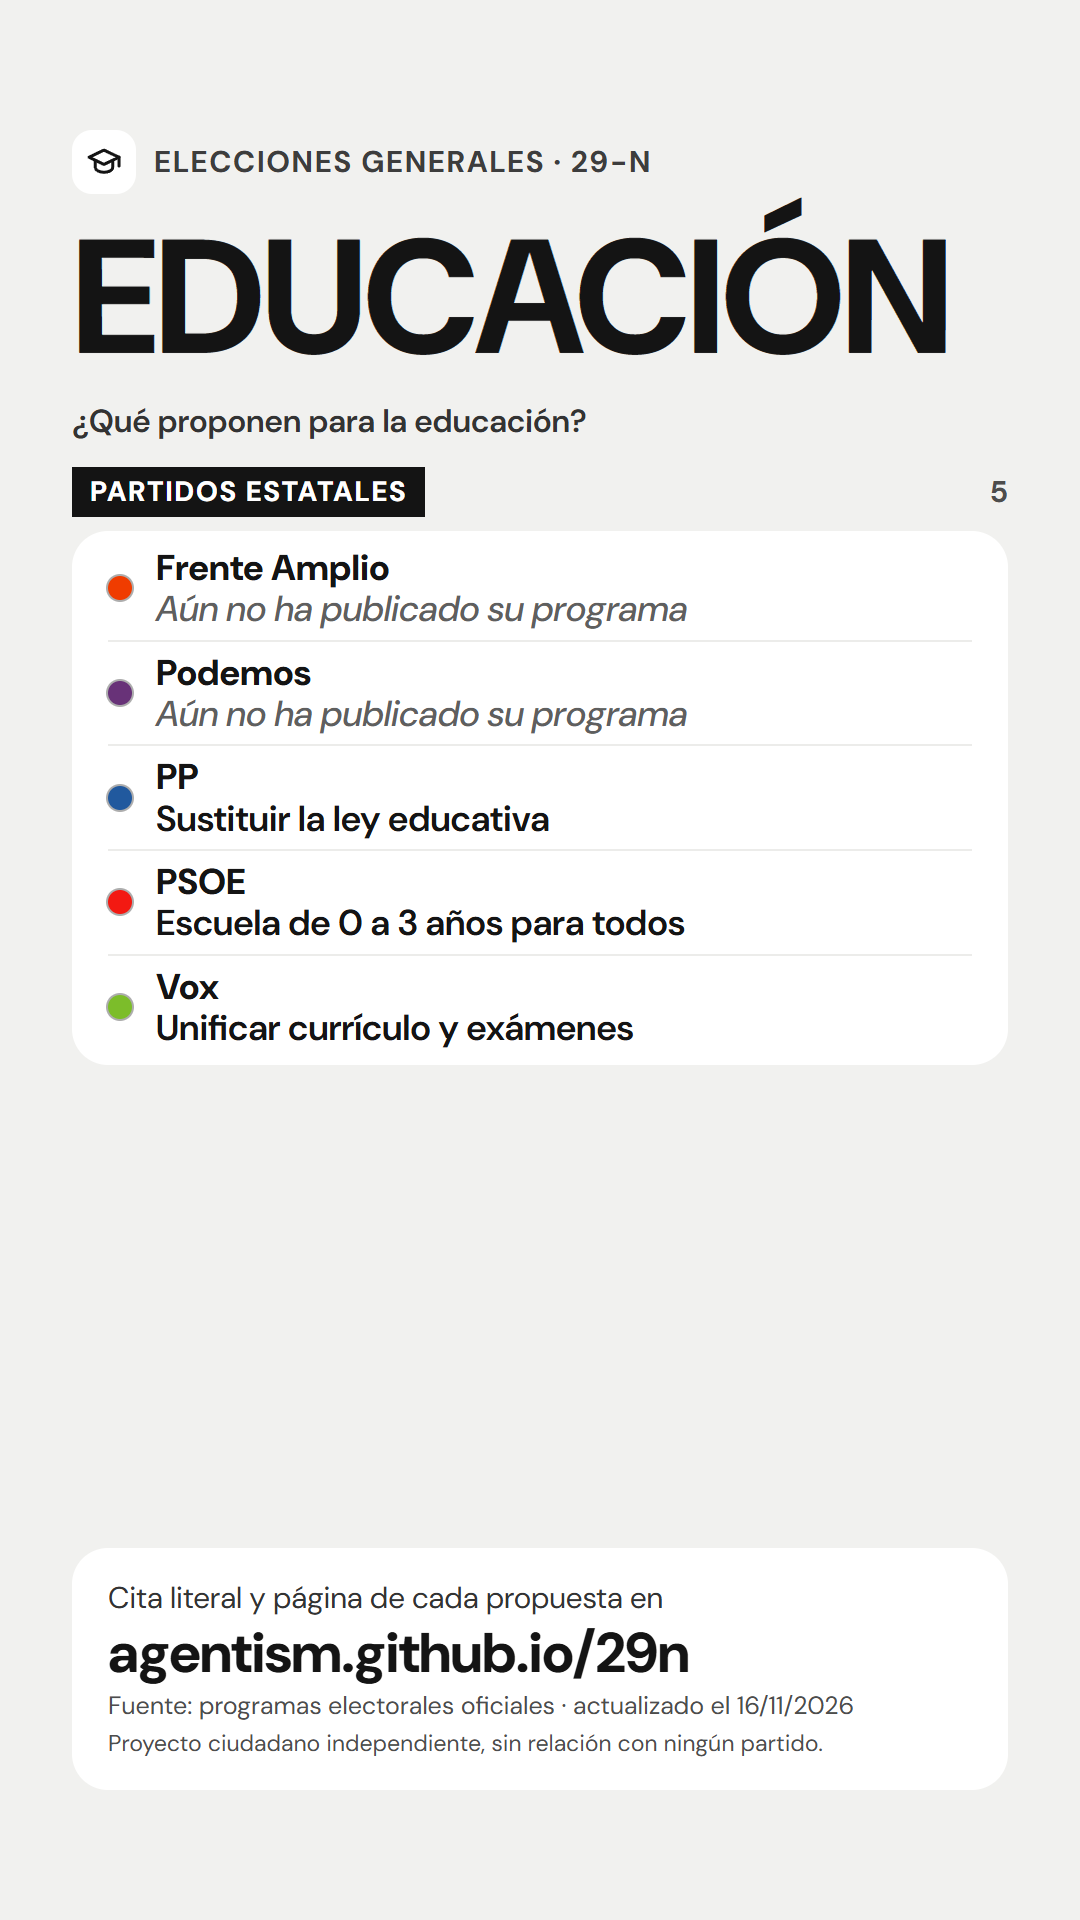 ELECCIONES GENERALES · 29-N
EDUCACIÓN
¿Qué proponen para la educación?
PARTIDOS ESTATALES 5
Frente Amplio
Aún no ha publicado su programa
Podemos
Aún no ha publicado su programa
PP
Sustituir la ley educativa
PSOE
Escuela de 0 a 3 años para todos
Vox
Unificar currículo y exámenes
Cita literal y página de cada propuesta en
agentism.github.io/29n
Fuente: programas electorales oficiales · actualizado el 16/11/2026
Proyecto ciudadano independiente, sin relación con ningún partido.